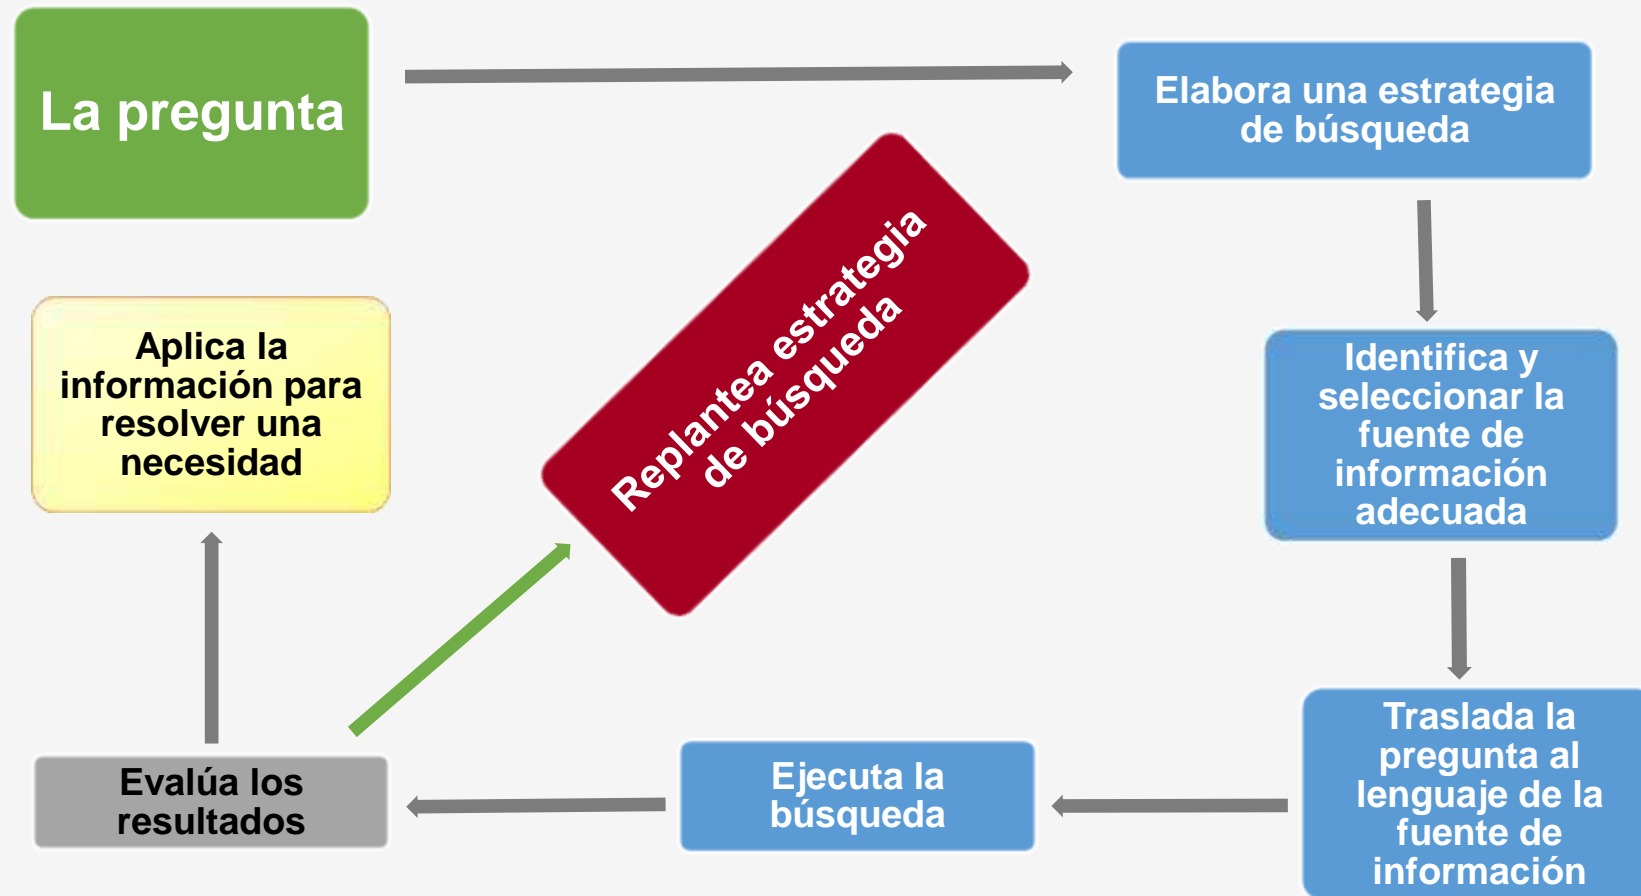 La pregunta
Elabora una estrategia
de búsqueda
Identifica y
seleccionar la
fuente de
información
adecuada
Traslada la
pregunta al
lenguaje de la
fuente de
información
Ejecuta la
búsqueda
Evalúa los
resultados
Replantea estrategia
de búsqueda
Aplica la
información para
resolver una
necesidad